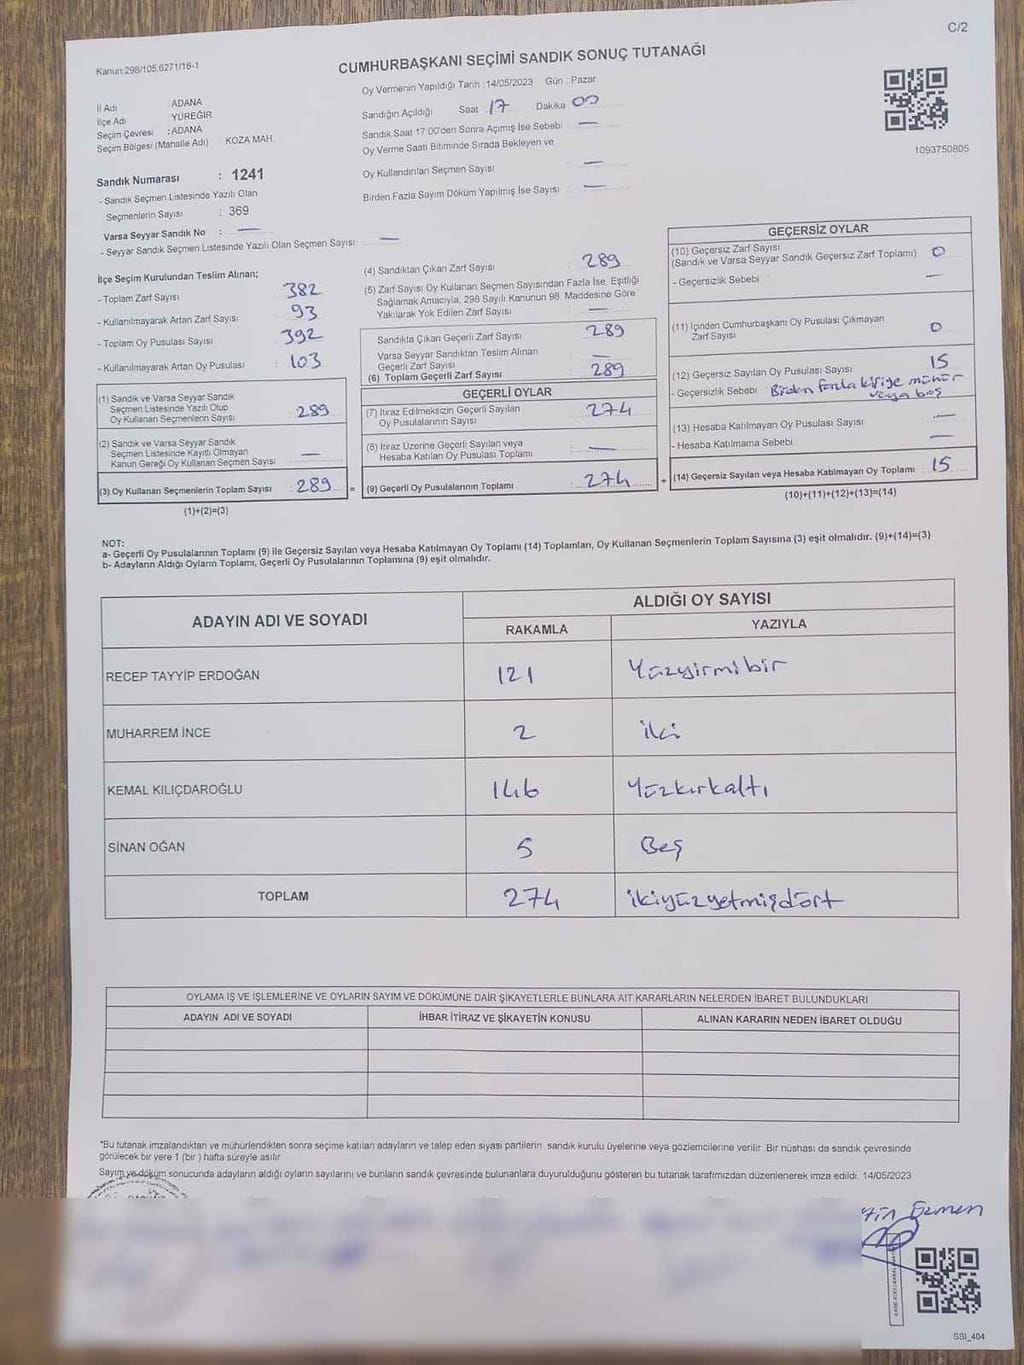 C/2
Kanun:298/105;6271/18-1
CUMHURBAŞKANI SEÇİMİ SANDIK SONUÇ TUTANAĞI
Oy Vermenin Yapıldığı Tarih : 14/05/2023 Gün : Pazar
İl Adı : ADANA
İlçe Adı : YÜREĞİR
Seçim Çevresi : ADANA
Seçim Bölgesi (Mahalle Adı) : KOZA MAH.
Sandığın Açıldığı Saat : 17 Dakika 00
Sandık Saat 17:00'den Sonra Açımış İse Sebebi : —
Oy Verme Saati Bitiminde Sırada Bekleyen ve
Oy Kullandırılan Seçmen Sayısı : —
Birden Fazla Sayım Döküm Yapılmış İse Sayısı : —
1093750805
Sandık Numarası : 1241
- Sandık Seçmen Listesinde Yazılı Olan
Seçmenlerin Sayısı : 369
Varsa Seyyar Sandık No : —
- Seyyar Sandık Seçmen Listesinde Yazılı Olan Seçmen Sayısı : —
İlçe Seçim Kurulundan Teslim Alınan;
- Toplam Zarf Sayısı : 382
- Kullanılmayarak Artan Zarf Sayısı : 93
- Toplam Oy Pusulası Sayısı : 392
- Kullanılmayarak Artan Oy Pusulası : 103
(1) Sandık ve Varsa Seyyar Sandık
Seçmen Listesinde Yazılı Olup
Oy Kullanan Seçmenlerin Sayısı : 289
(2) Sandık ve Varsa Seyyar Sandık
Seçmen Listesinde Kayıtlı Olmayan
Kanun Gereği Oy Kullanan Seçmen Sayısı : —
(3) Oy Kullanan Seçmenlerin Toplam Sayısı : 289 =
(1)+(2)=(3)
(4) Sandıktan Çıkan Zarf Sayısı : 289
(5) Zarf Sayısı Oy Kullanan Seçmen Sayısından Fazla İse, Eşitliği
Sağlamak Amacıyla, 298 Sayılı Kanunun 98. Maddesine Göre
Yakılarak Yok Edilen Zarf Sayısı : —
Sandıkta Çıkan Geçerli Zarf Sayısı : 289
Varsa Seyyar Sandıktan Teslim Alınan
Geçerli Zarf Sayısı : —
(6) Toplam Geçerli Zarf Sayısı : 289
GEÇERLİ OYLAR
(7) İtiraz Edilmeksizin Geçerli Sayılan
Oy Pusulalarının Sayısı : 274
(8) İtiraz Üzerine Geçerli Sayılan veya
Hesaba Katılan Oy Pusulası Toplamı : —
(9) Geçerli Oy Pusulalarının Toplamı : 274 +
GEÇERSİZ OYLAR
(10) Geçersiz Zarf Sayısı
(Sandık ve Varsa Seyyar Sandık Geçersiz Zarf Toplamı) : 0
- Geçersizlik Sebebi : —
(11) İçinden Cumhurbaşkanı Oy Pusulası Çıkmayan
Zarf Sayısı : 0
(12) Geçersiz Sayılan Oy Pusulası Sayısı : 15
- Geçersizlik Sebebi : Birden fazla kişiye mühür
veya boş
(13) Hesaba Katılmayan Oy Pusulası Sayısı : —
- Hesaba Katılmama Sebebi : —
(14) Geçersiz Sayılan veya Hesaba Katılmayan Oy Toplamı : 15
(10)+(11)+(12)+(13)=(14)
NOT:
a- Geçerli Oy Pusulalarının Toplamı (9) ile Geçersiz Sayılan veya Hesaba Katılmayan Oy Toplamı (14) Toplamları, Oy Kullanan Seçmenlerin Toplam Sayısına (3) eşit olmalıdır. (9)+(14)=(3)
b- Adayların Aldığı Oyların Toplamı, Geçerli Oy Pusulalarının Toplamına (9) eşit olmalıdır.
ADAYIN ADI VE SOYADI
ALDIĞI OY SAYISI
RAKAMLA YAZIYLA
RECEP TAYYİP ERDOĞAN 121 Yüzyirmibir
MUHARREM İNCE 2 iki
KEMAL KILIÇDAROĞLU 146 Yüzkırkaltı
SİNAN OĞAN 5 Beş
TOPLAM 274 ikiyüzyetmişdört
OYLAMA İŞ VE İŞLEMLERİNE VE OYLARIN SAYIM VE DÖKÜMÜNE DAİR ŞİKAYETLERLE BUNLARA AİT KARARLARIN NELERDEN İBARET BULUNDUKLARI
ADAYIN ADI VE SOYADI İHBAR İTİRAZ VE ŞİKAYETİN KONUSU ALINAN KARARIN NEDEN İBARET OLDUĞU
*Bu tutanak imzalandıktan ve mühürlendikten sonra seçime katılan adayların ve talep eden siyasi partilerin sandık kurulu üyelerine veya gözlemcilerine verilir. Bir nüshası da sandık çevresinde
görülecek bir yere 1 (bir) hafta süreyle asılır.
Sayım ve döküm sonucunda adayların aldığı oyların sayılarını ve bunların sandık çevresinde bulunanlara duyurulduğunu gösteren bu tutanak tarafımızdan düzenlenerek imza edildi. 14/05/2023
SSI_404